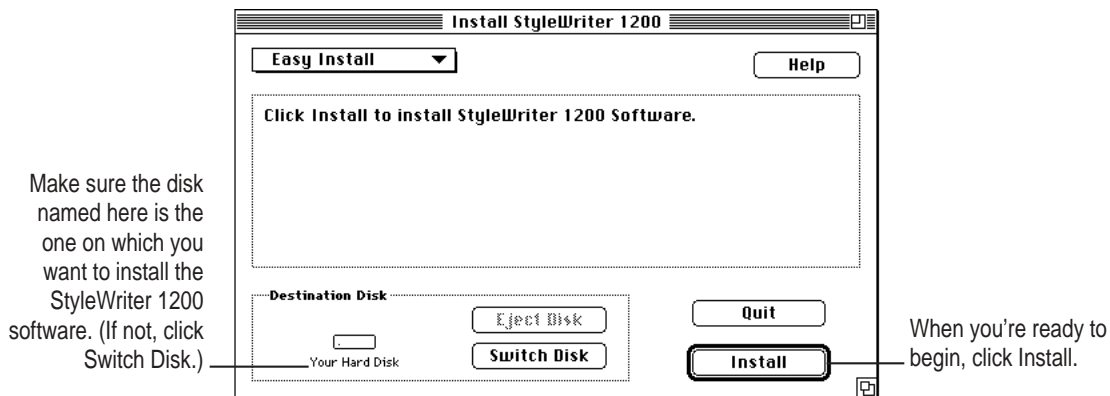 Install StyleWriter 1200
Easy Install
Help
Click Install to install StyleWriter 1200 Software.
Make sure the disk
named here is the
one on which you
want to install the
StyleWriter 1200
software. (If not, click
Switch Disk.)
Destination Disk
Eject Disk
Your Hard Disk
Switch Disk
Quit
Install
When you're ready to
begin, click Install.